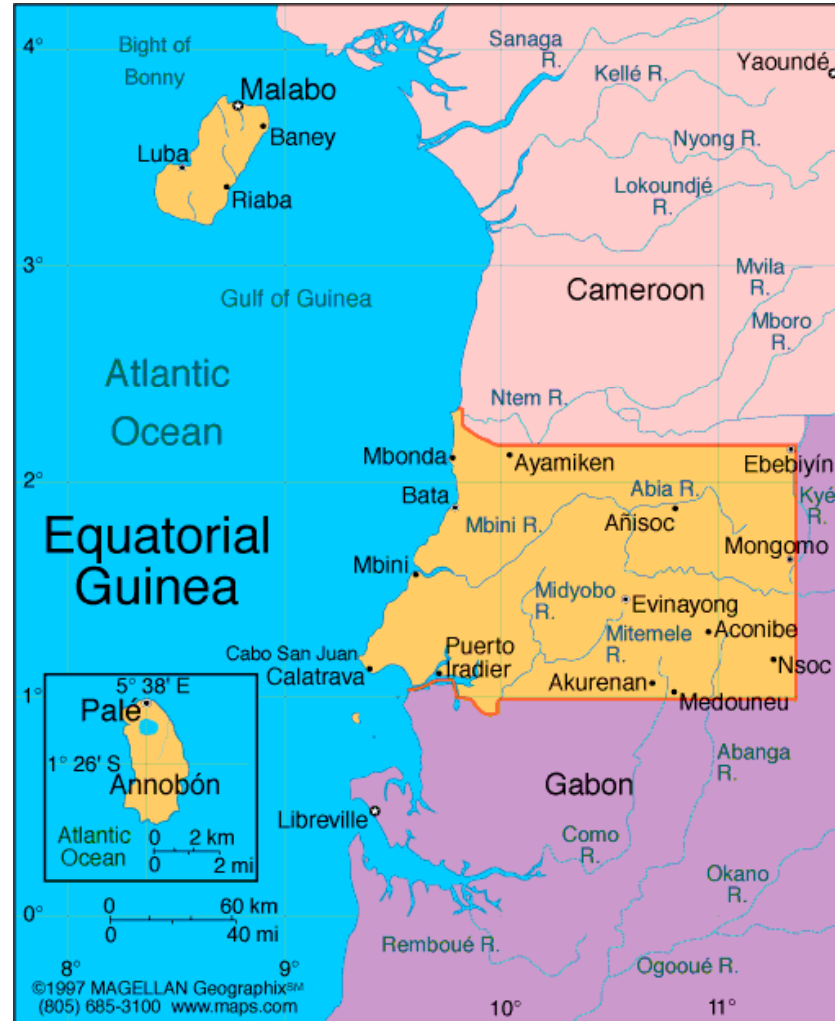 4°
Bight of
Bonny
Malabo
Baney
Luba
Riaba
Sanaga
R.
Kellé R.
Yaoundé
Nyong R.
Lokoundjé
R.
3°
Gulf of Guinea
Cameroon
Mvila
R.
Mboro
R.
Atlantic
Ocean
Ntem R.
Mbonda
Ayamiken
Ebebiyín
2°
Bata
Mbini R.
Abia R.
Añisoc
Kyé
R.
Equatorial
Guinea
Mbini
Mongomo
Midyobo
R.
Evinayong
Mitemele
R.
Aconibe
Cabo San Juan
Calatrava
Puerto
Iradier
Nsoc
Akurenan
Medouneu
1°
5° 38' E
Palé
1° 26' S
Annobón
Atlantic
Ocean
0 2 km
0 2 mi
Abanga
R.
Gabon
Libreville
Como
R.
Okano
R.
0°
0 60 km
0 40 mi
Remboué R.
Ogooué R.
8° 9° 10° 11°
©1997 MAGELLAN Geographix℠
(805) 685-3100 www.maps.com